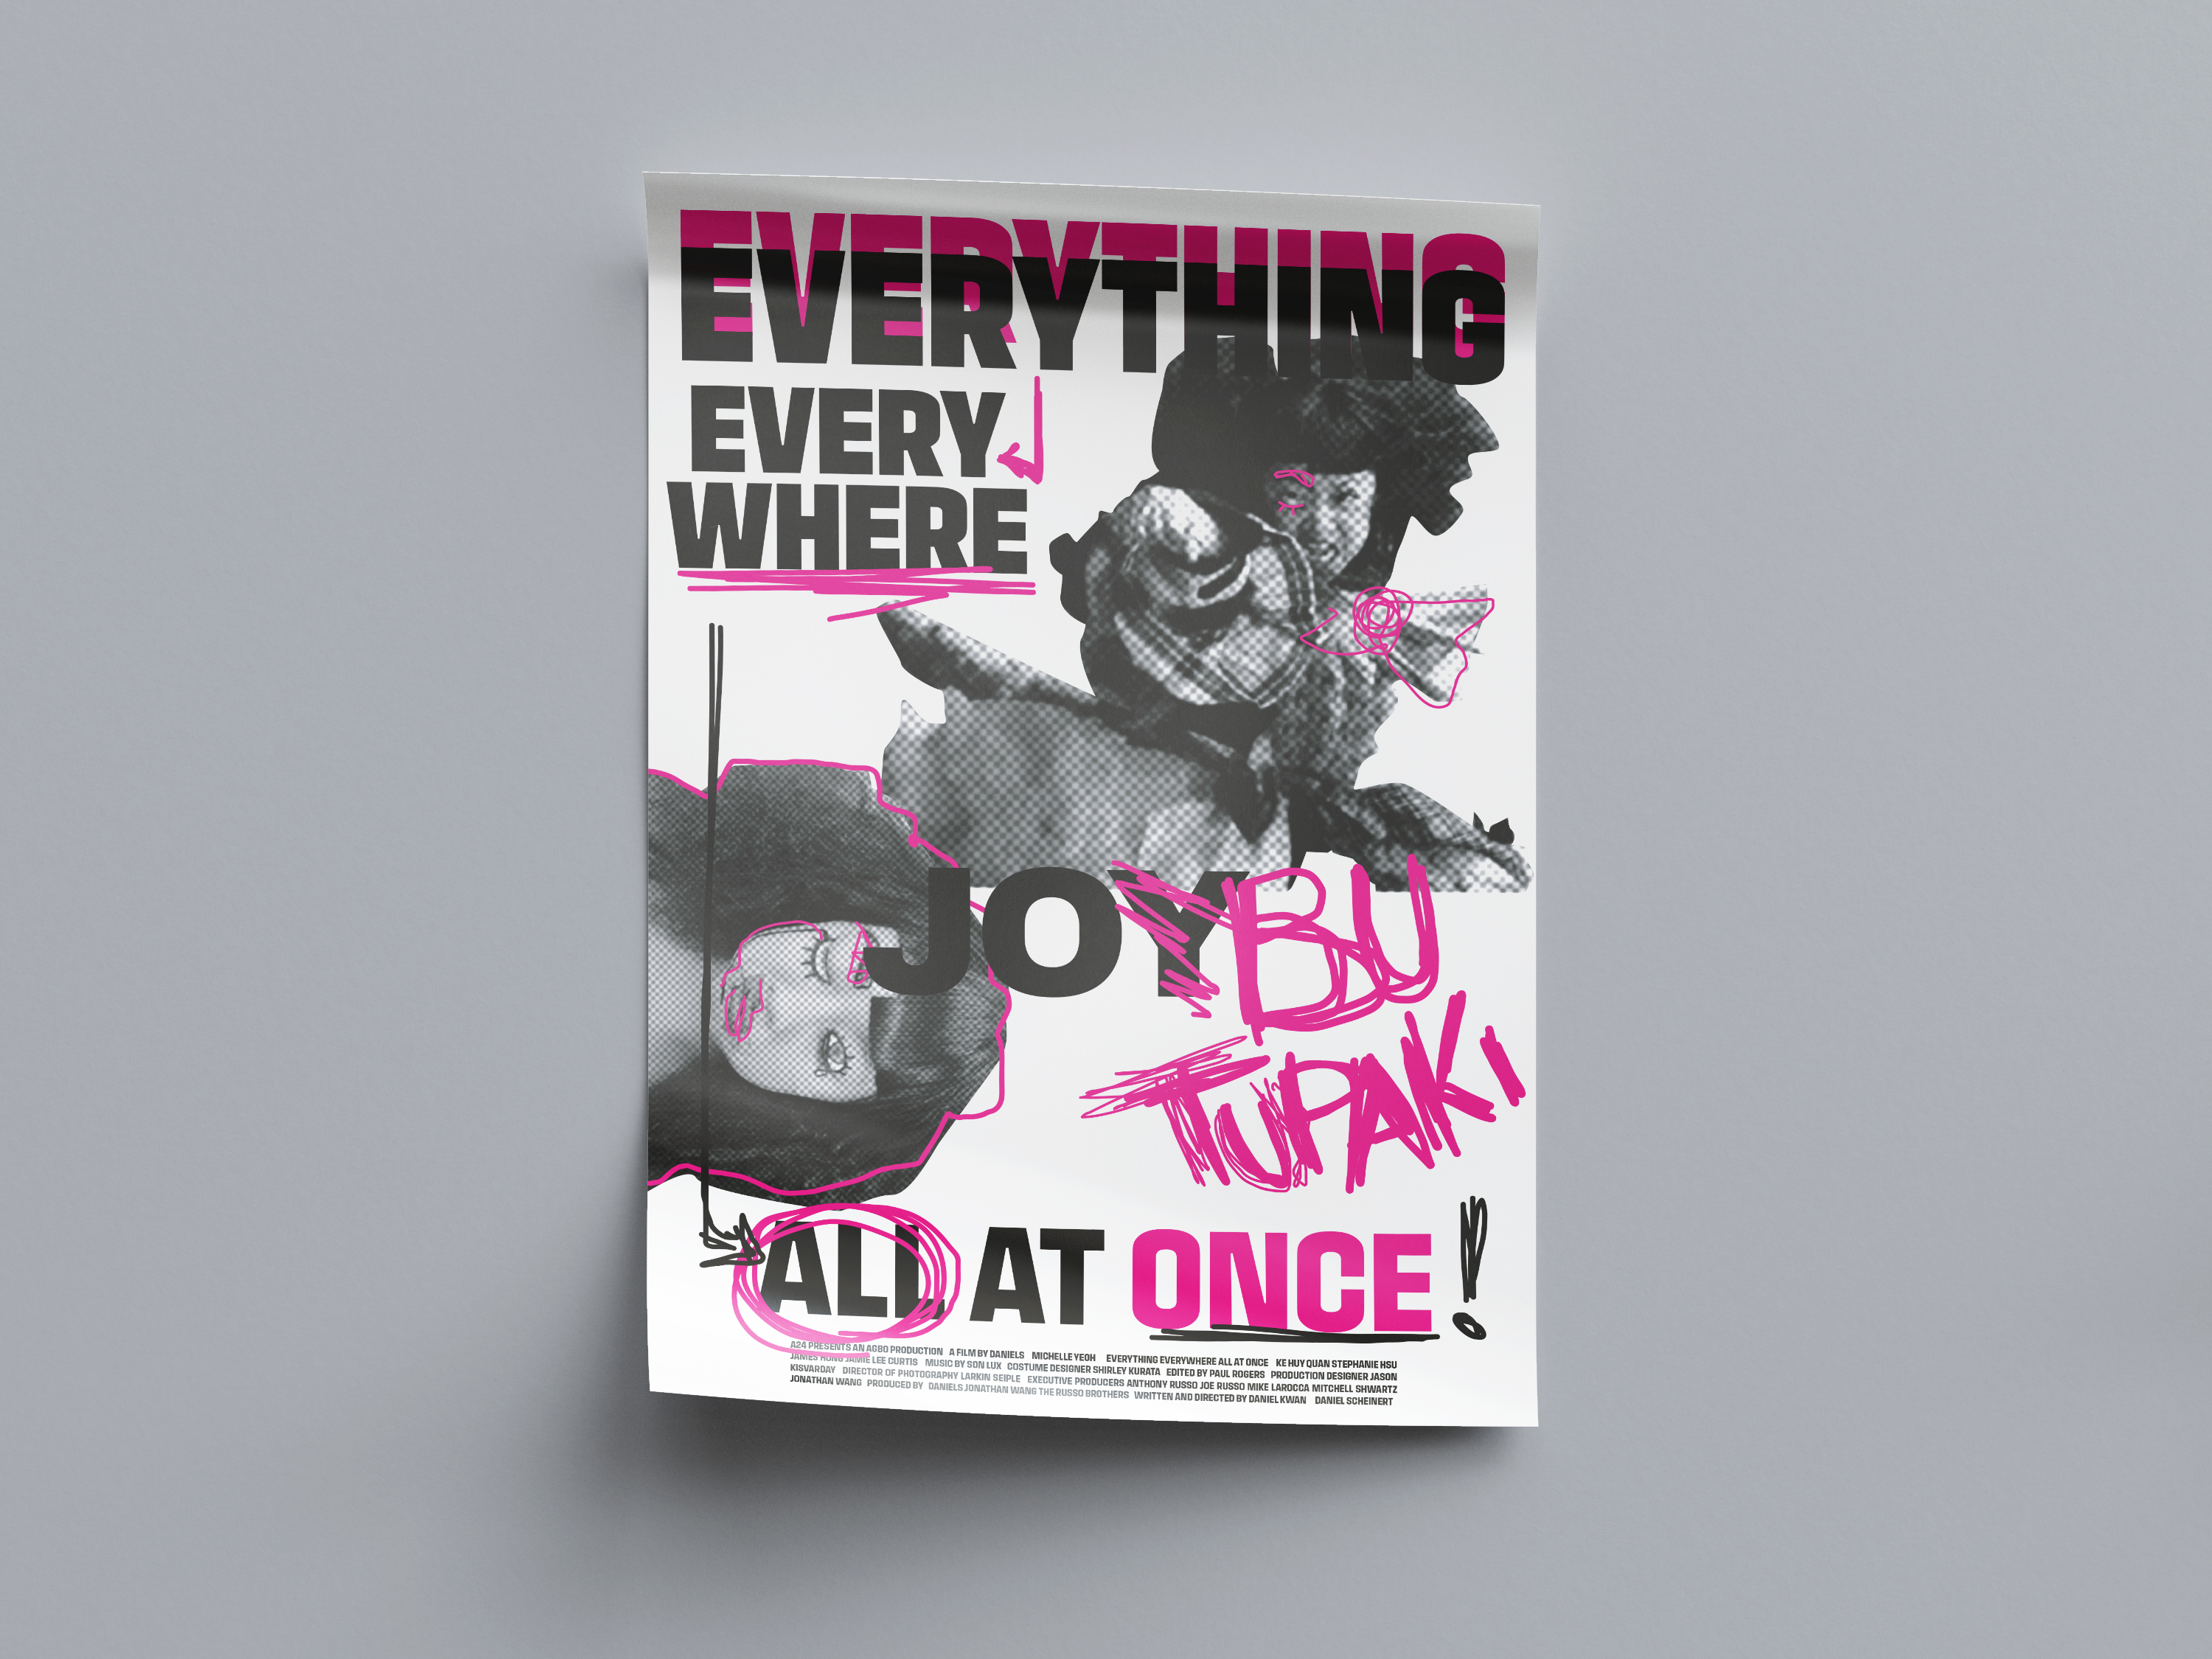 EVERYTHING
EVERYTHING
EVERY
WHERE
JOY BU
TUPAKI
ALL AT ONCE !
A24 PRESENTS AN AGBO PRODUCTION A FILM BY DANIELS MICHELLE YEOH EVERYTHING EVERYWHERE ALL AT ONCE KE HUY QUAN STEPHANIE HSU
JAMES HONG JAMIE LEE CURTIS MUSIC BY SON LUX COSTUME DESIGNER SHIRLEY KURATA EDITED BY PAUL ROGERS PRODUCTION DESIGNER JASON
KISVARDAY DIRECTOR OF PHOTOGRAPHY LARKIN SEIPLE EXECUTIVE PRODUCERS ANTHONY RUSSO JOE RUSSO MIKE LAROCCA MITCHELL SHWARTZ
JONATHAN WANG PRODUCED BY DANIELS JONATHAN WANG THE RUSSO BROTHERS WRITTEN AND DIRECTED BY DANIEL KWAN DANIEL SCHEINERT